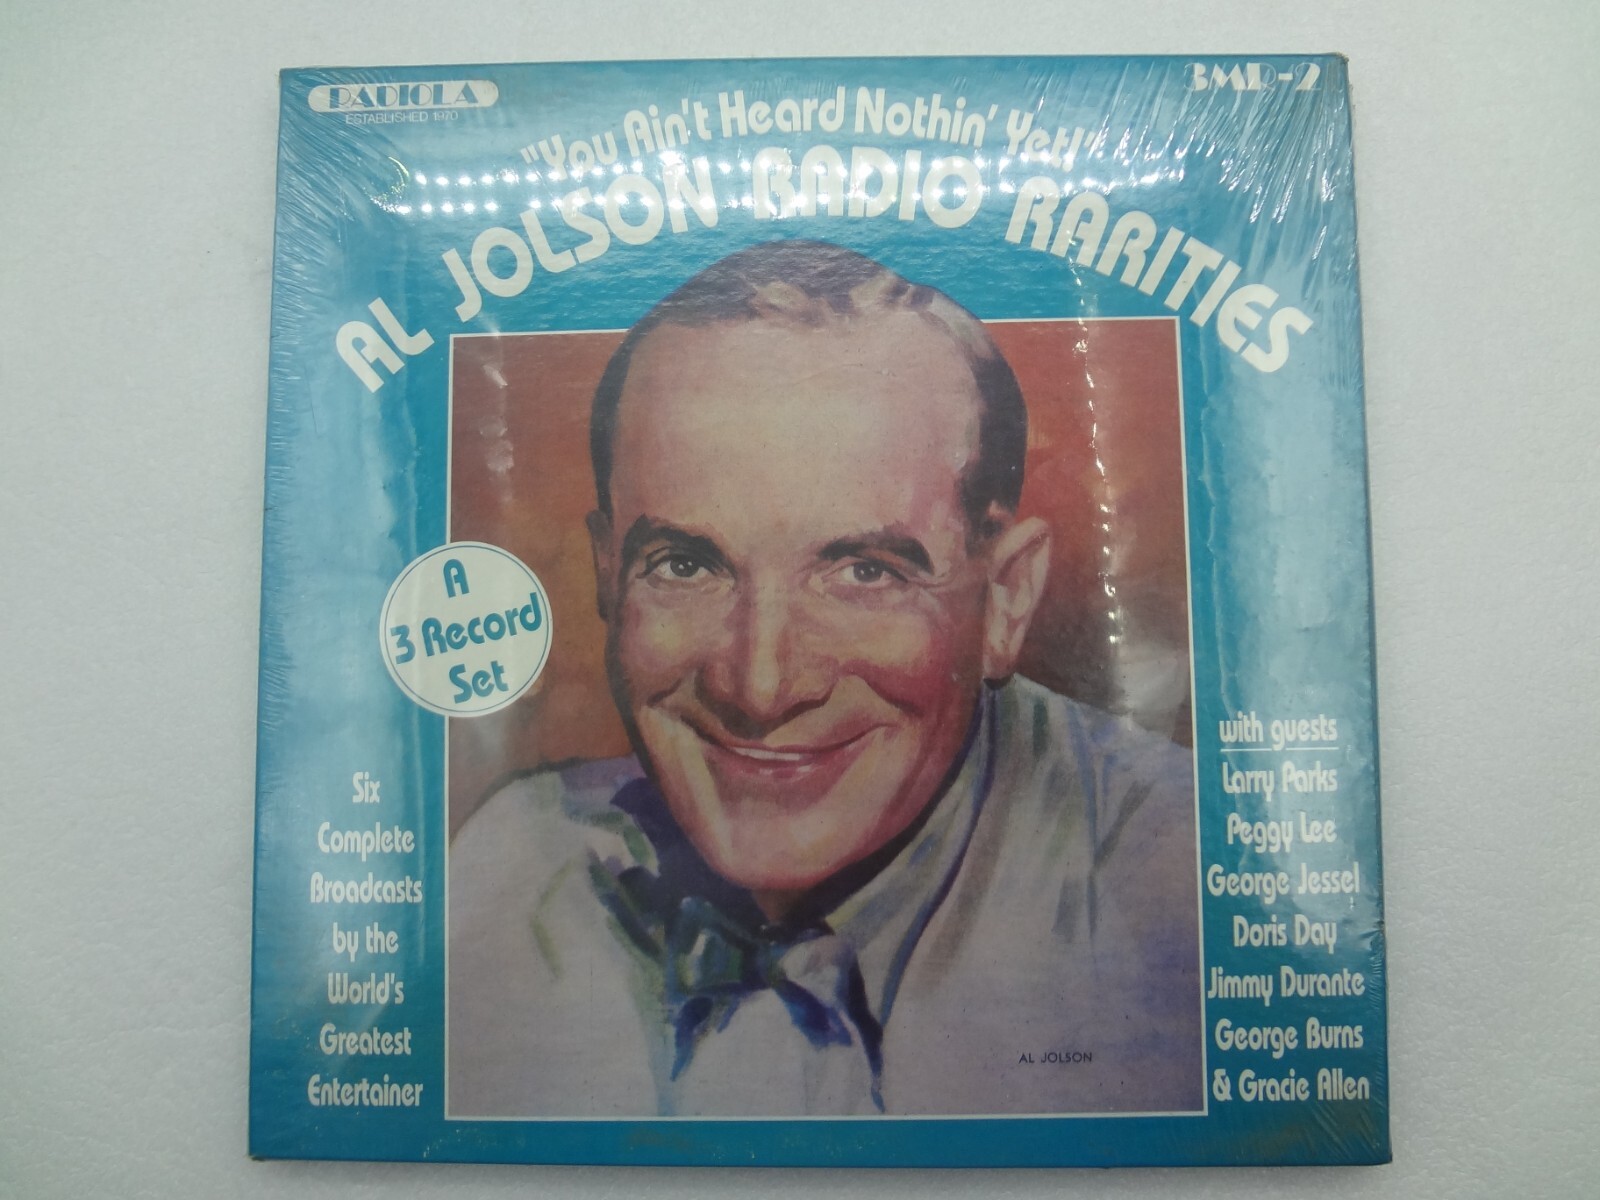 RADIOLA
ESTABLISHED 1970
3MR-2
"You Ain't Heard Nothin' Yet!"
AL JOLSON RADIO RARITIES
A
3 Record
Set
Six
Complete
Broadcasts
by the
World's
Greatest
Entertainer
with guests
Larry Parks
Peggy Lee
George Jessel
Doris Day
Jimmy Durante
George Burns
& Gracie Allen
AL JOLSON